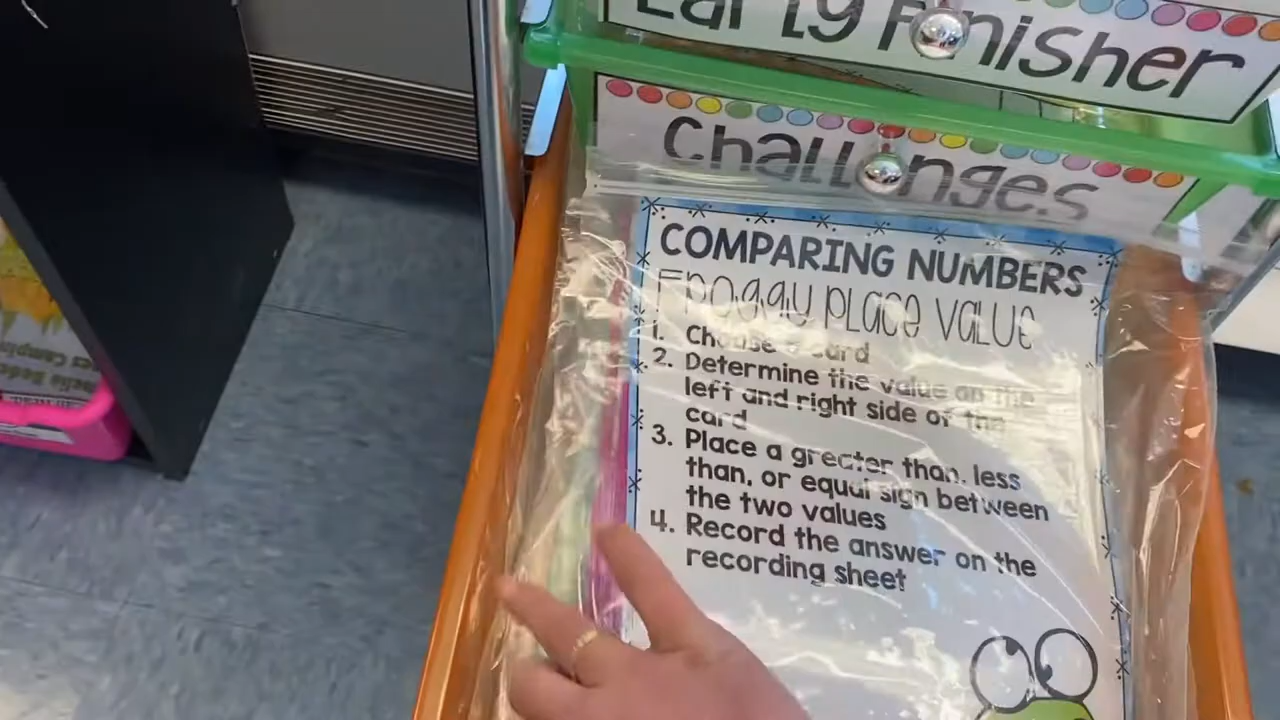 Early Finisher
Challenges
COMPARING NUMBERS
Froggy Place Value
1. Choose a card
2. Determine the value on the
left and right side of the
card
3. Place a greater than, less
than, or equal sign between
the two values
4. Record the answer on the
recording sheet